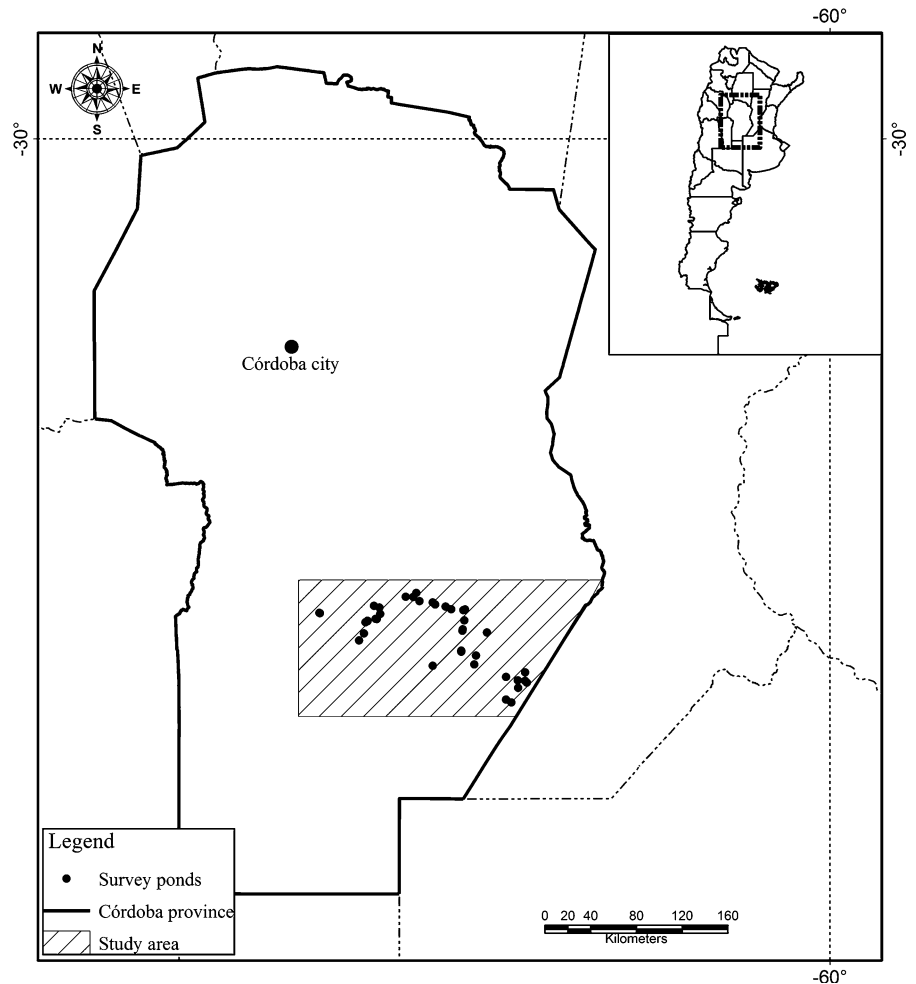 -60°
N
W E
S
-30°
-30°
Córdoba city
Legend
Survey ponds
Córdoba province
Study area
0 20 40 80 120 160
Kilometers
-60°